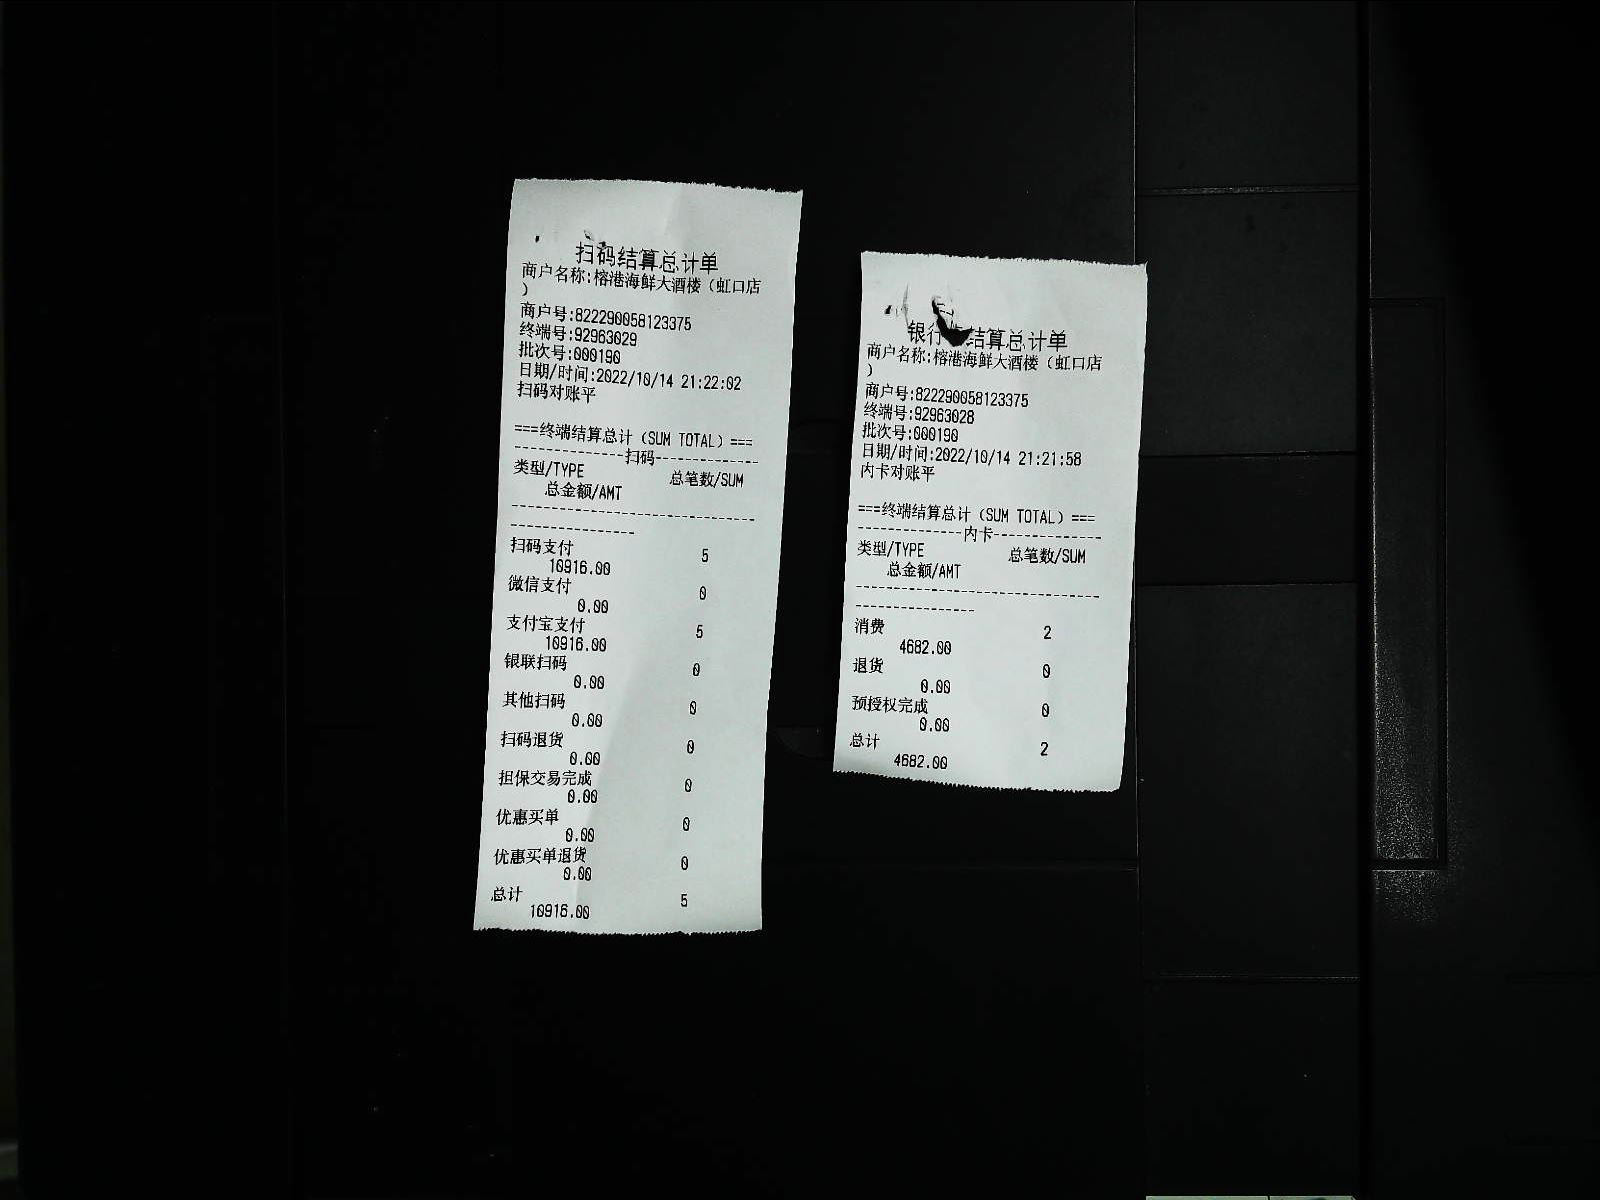 扫码结算总计单
商户名称:榕港海鲜大酒楼（虹口店
）
商户号:822290058123375
终端号:92963029
批次号:000190
日期/时间:2022/10/14 21:22:02
扫码对账平
===终端结算总计（SUM TOTAL）===
--------------扫码-------------
类型/TYPE 总笔数/SUM
总金额/AMT
-------------------------------
----------------
扫码支付 5
10916.00
微信支付 0
0.00
支付宝支付 5
10916.00
银联扫码 0
0.00
其他扫码 0
0.00
扫码退货 0
0.00
担保交易完成 0
0.00
优惠买单 0
0.00
优惠买单退货 0
0.00
总计 5
10916.00
银行 结算总计单
商户名称:榕港海鲜大酒楼（虹口店
）
商户号:822290058123375
终端号:92963028
批次号:000190
日期/时间:2022/10/14 21:21:58
内卡对账平
===终端结算总计（SUM TOTAL）===
--------------内卡--------------
类型/TYPE 总笔数/SUM
总金额/AMT
-------------------------------
----------------
消费 2
4682.00
退货 0
0.00
预授权完成 0
0.00
总计 2
4682.00